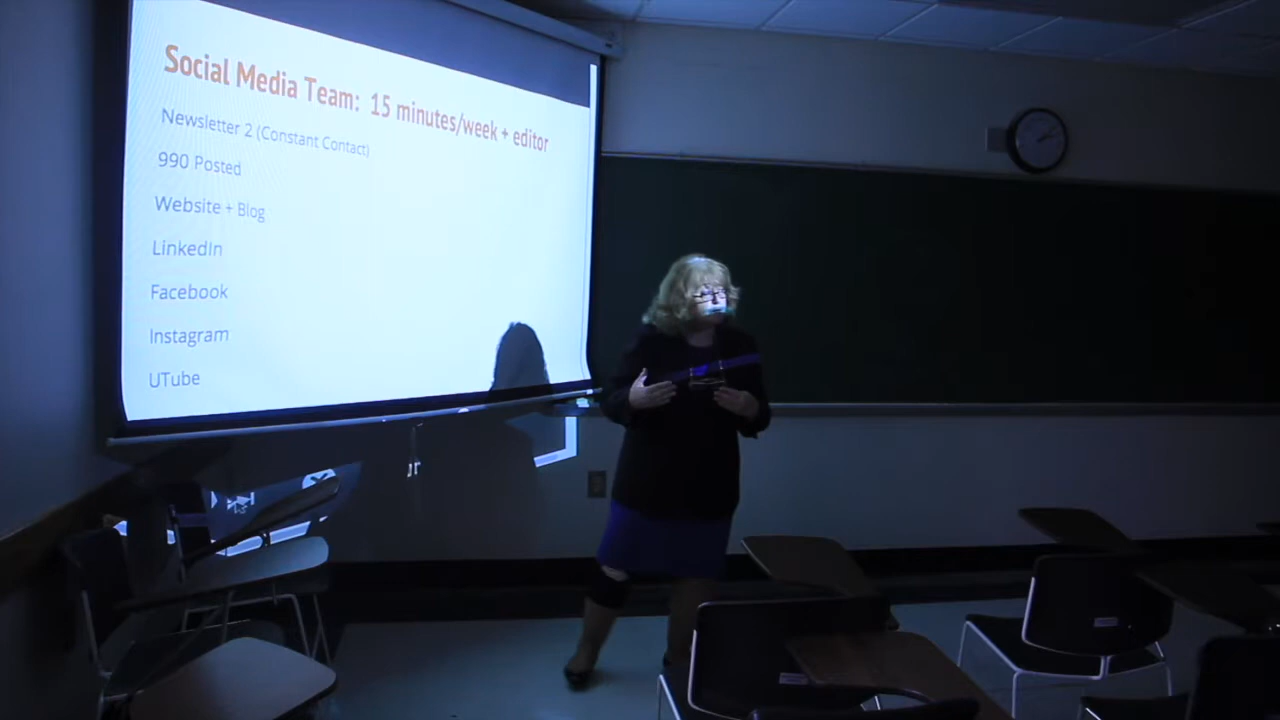 Social Media Team: 15 minutes/week + editor
Newsletter 2 (Constant Contact)
990 Posted
Website + Blog
LinkedIn
Facebook
Instagram
UTube